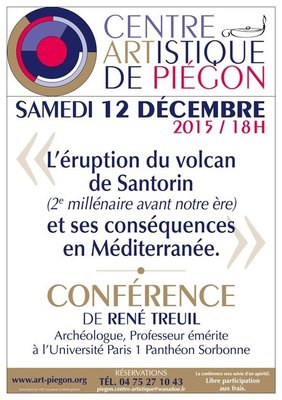 CENTRE
ARTISTIQUE
DE PIÉGON
SAMEDI 12 DÉCEMBRE
2015 / 18H
« L'éruption du volcan
de Santorin
(2e millénaire avant notre ère)
et ses conséquences
en Méditerranée. »
CONFÉRENCE
DE RENÉ TREUIL
Archéologue, Professeur émérite
à l'Université Paris 1 Panthéon Sorbonne
www.art-piegon.org
RÉSERVATIONS
TÉL. 04 75 27 10 43
piegon.centre-artistique@wanadoo.fr
La conférence sera suivie d'un apéritif.
Libre participation
aux frais.